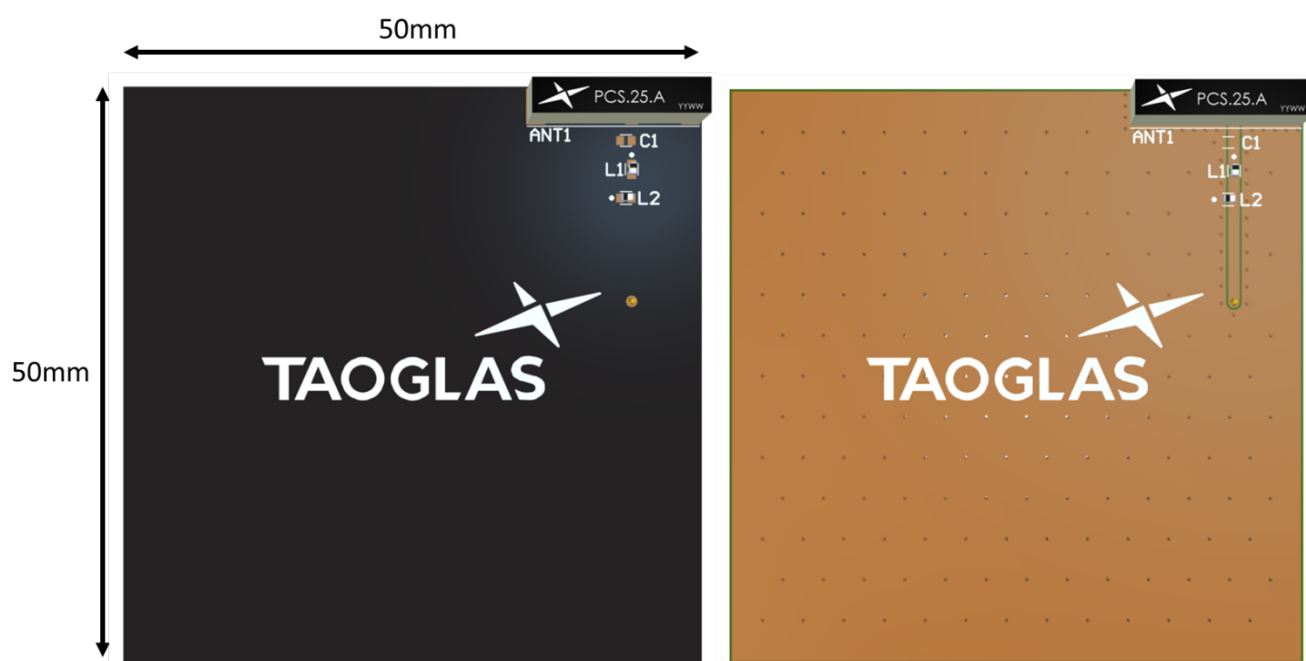 50mm
50mm
PCS.25.A
YYWW
ANT1
C1
L1
L2
TAOGLAS
PCS.25.A
YYWW
ANT1
C1
L1
L2
TAOGLAS